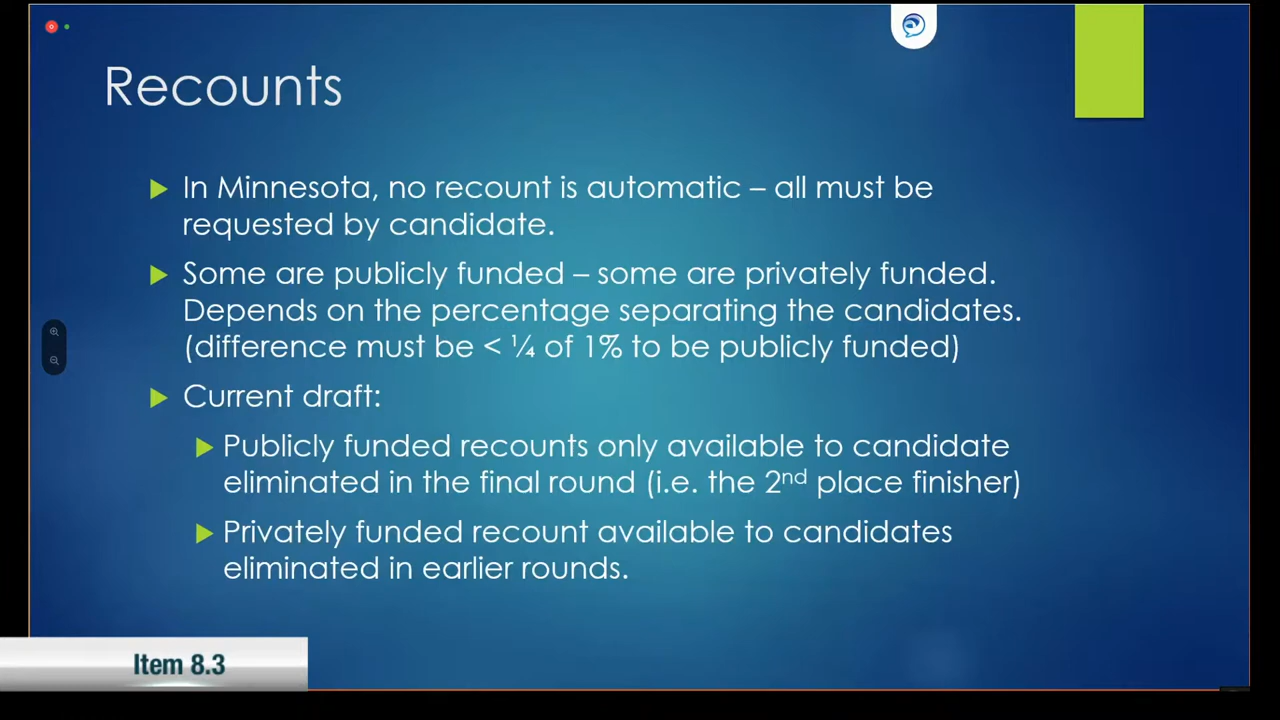 Recounts
In Minnesota, no recount is automatic – all must be
requested by candidate.
Some are publicly funded – some are privately funded.
Depends on the percentage separating the candidates.
(difference must be < ¼ of 1% to be publicly funded)
Current draft:
Publicly funded recounts only available to candidate
eliminated in the final round (i.e. the 2nd place finisher)
Privately funded recount available to candidates
eliminated in earlier rounds.
Item 8.3